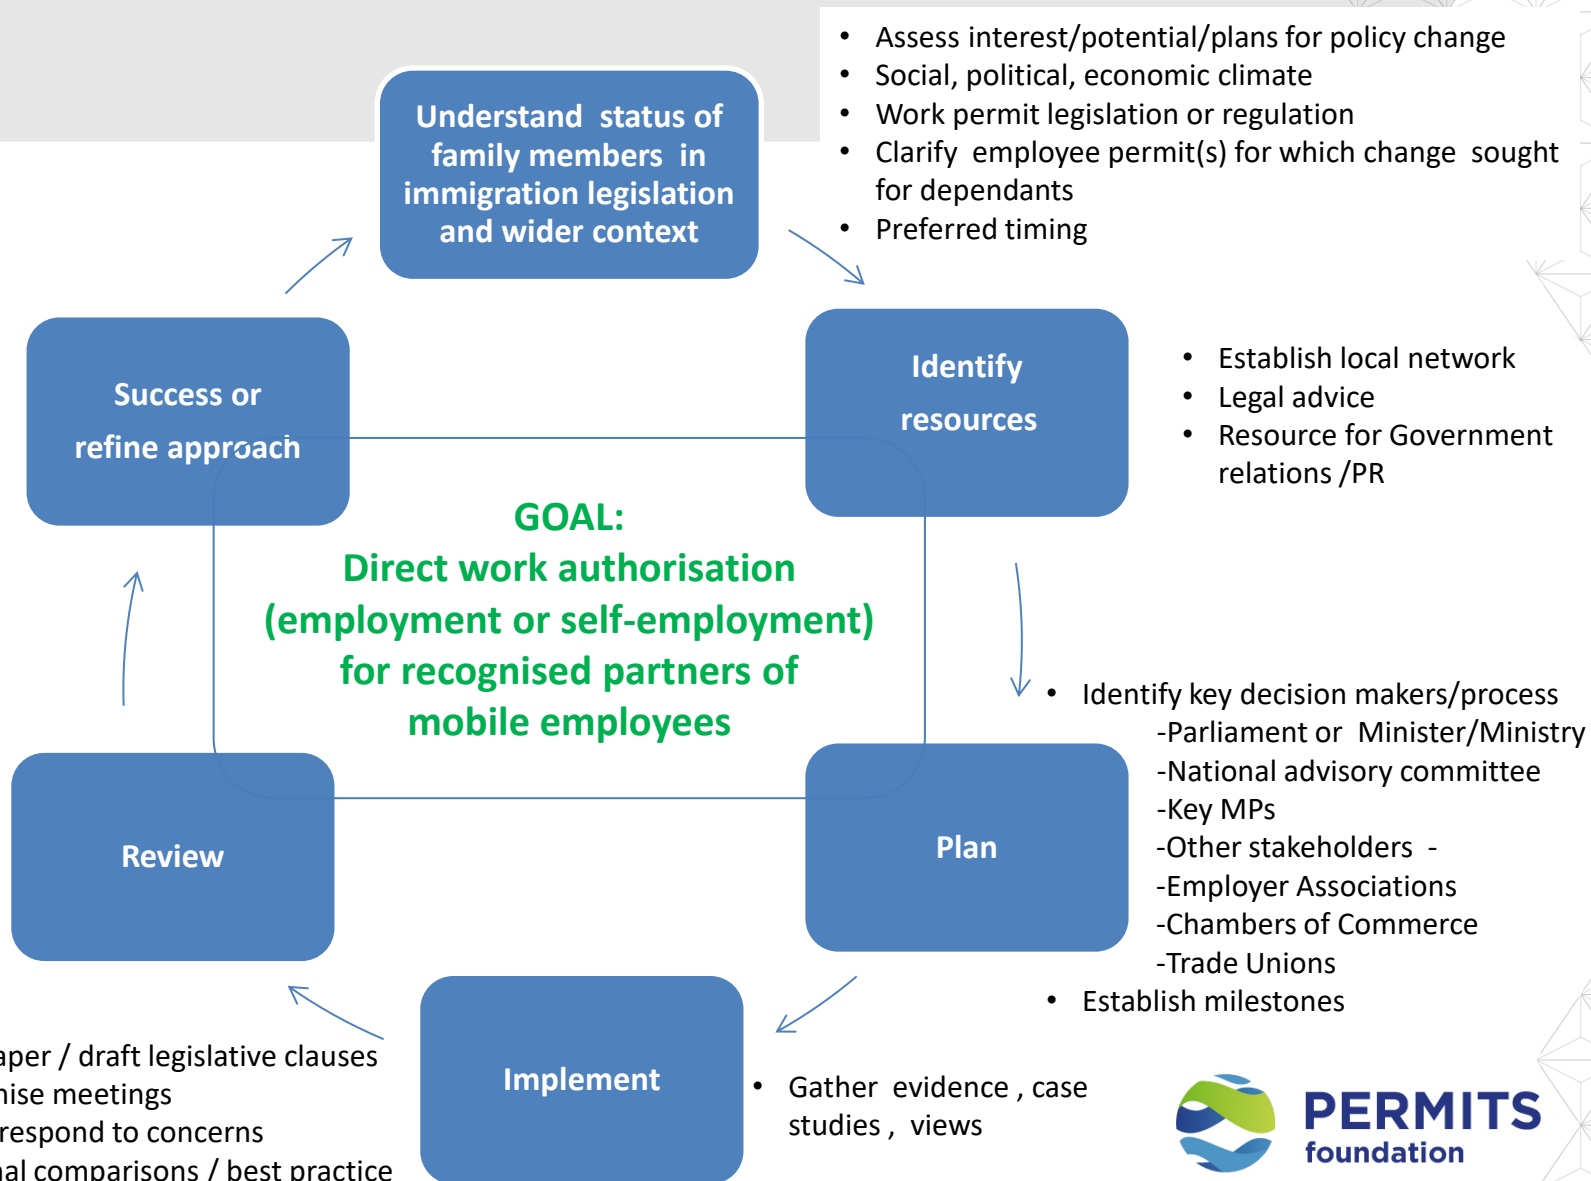 • Assess interest/potential/plans for policy change
• Social, political, economic climate
• Work permit legislation or regulation
• Clarify employee permit(s) for which change sought
for dependants
• Preferred timing
Understand status of
family members in
immigration legislation
and wider context
Identify
resources
• Establish local network
• Legal advice
• Resource for Government
relations /PR
Success or
refine approach
GOAL:
Direct work authorisation
(employment or self-employment)
for recognised partners of
mobile employees
Plan
• Identify key decision makers/process
-Parliament or Minister/Ministry
-National advisory committee
-Key MPs
-Other stakeholders -
-Employer Associations
-Chambers of Commerce
-Trade Unions
• Establish milestones
Review
Implement
• Gather evidence , case
studies , views
/ draft legislative clauses
meetings
respond to concerns
comparisons / best practice
PERMITS
foundation